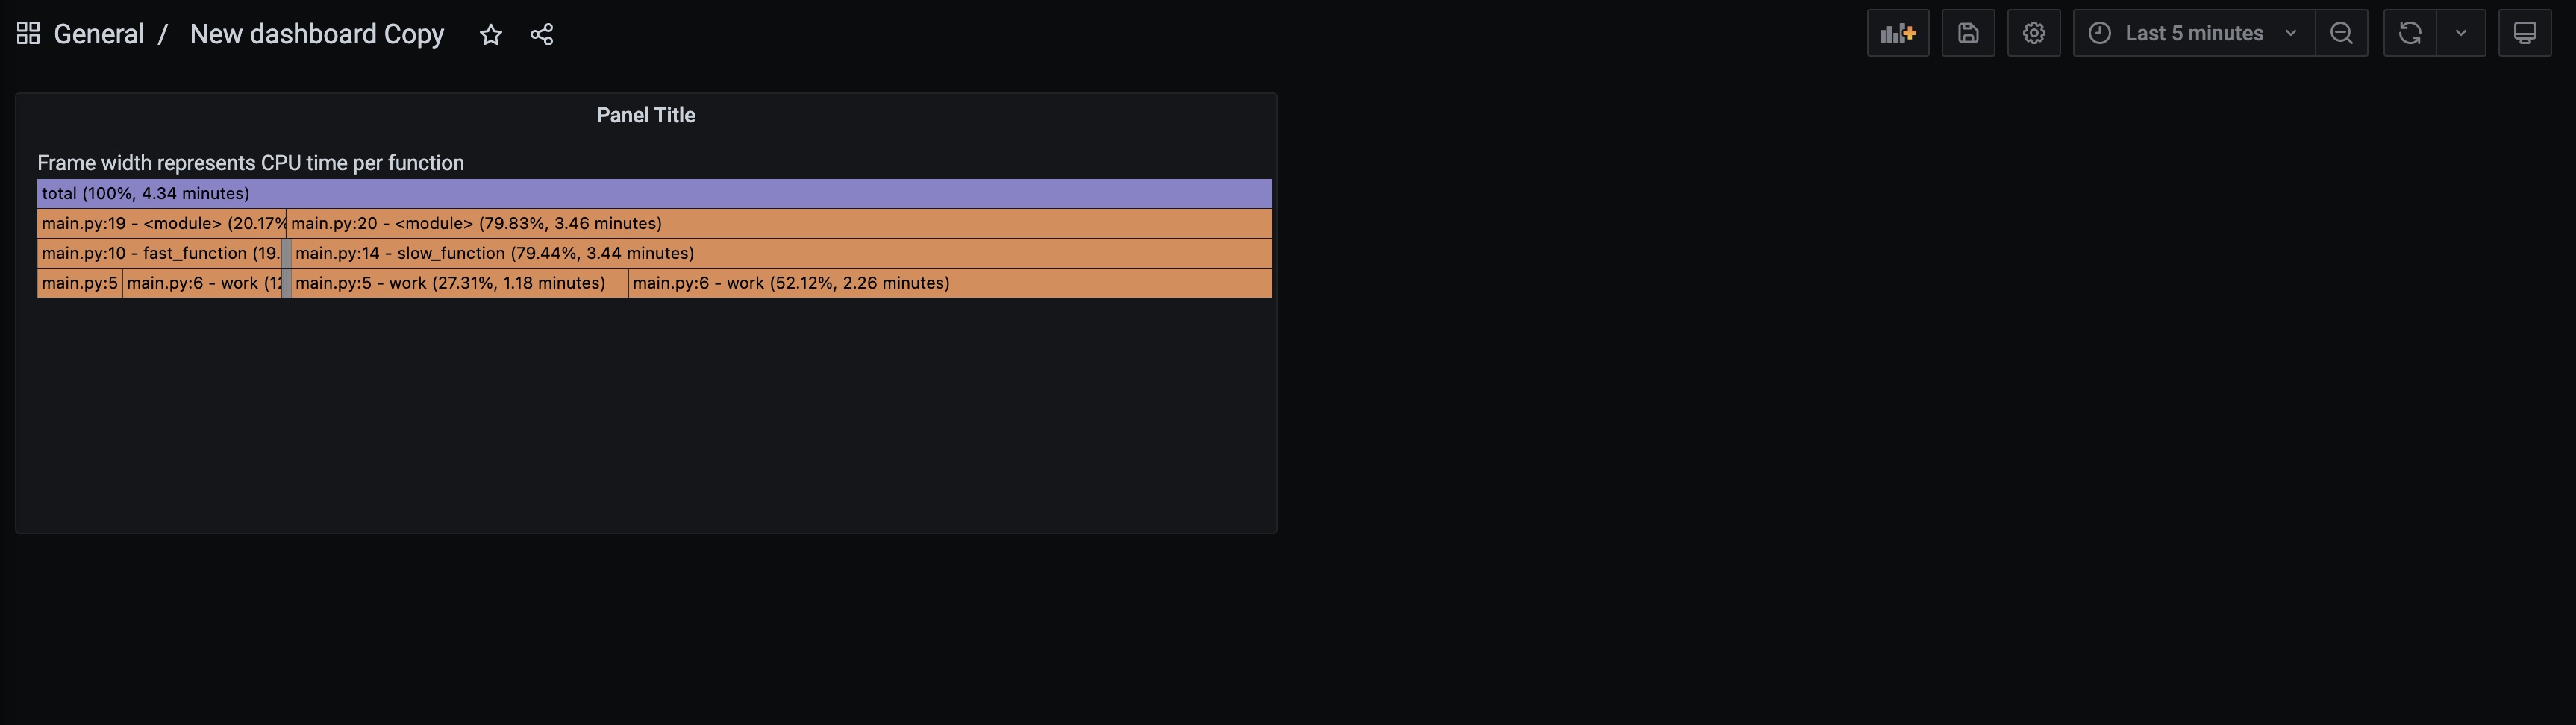 General / New dashboard Copy
Last 5 minutes
Panel Title
Frame width represents CPU time per function
total (100%, 4.34 minutes)
main.py:19 - <module> (20.17% main.py:20 - <module> (79.83%, 3.46 minutes)
main.py:10 - fast_function (19. main.py:14 - slow_function (79.44%, 3.44 minutes)
main.py:5 main.py:6 - work (12 main.py:5 - work (27.31%, 1.18 minutes) main.py:6 - work (52.12%, 2.26 minutes)